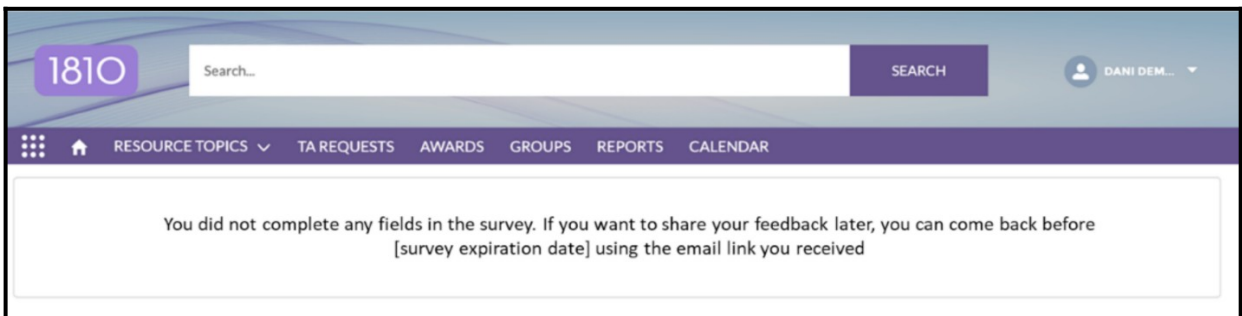 1810
Search...
SEARCH
DANI DEM...
RESOURCE TOPICS TA REQUESTS AWARDS GROUPS REPORTS CALENDAR
You did not complete any fields in the survey. If you want to share your feedback later, you can come back before
[survey expiration date] using the email link you received